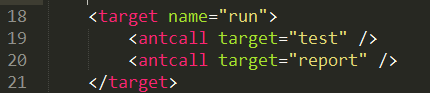 18 <target name="run">
19 <antcall target="test" />
20 <antcall target="report" />
21 </target>